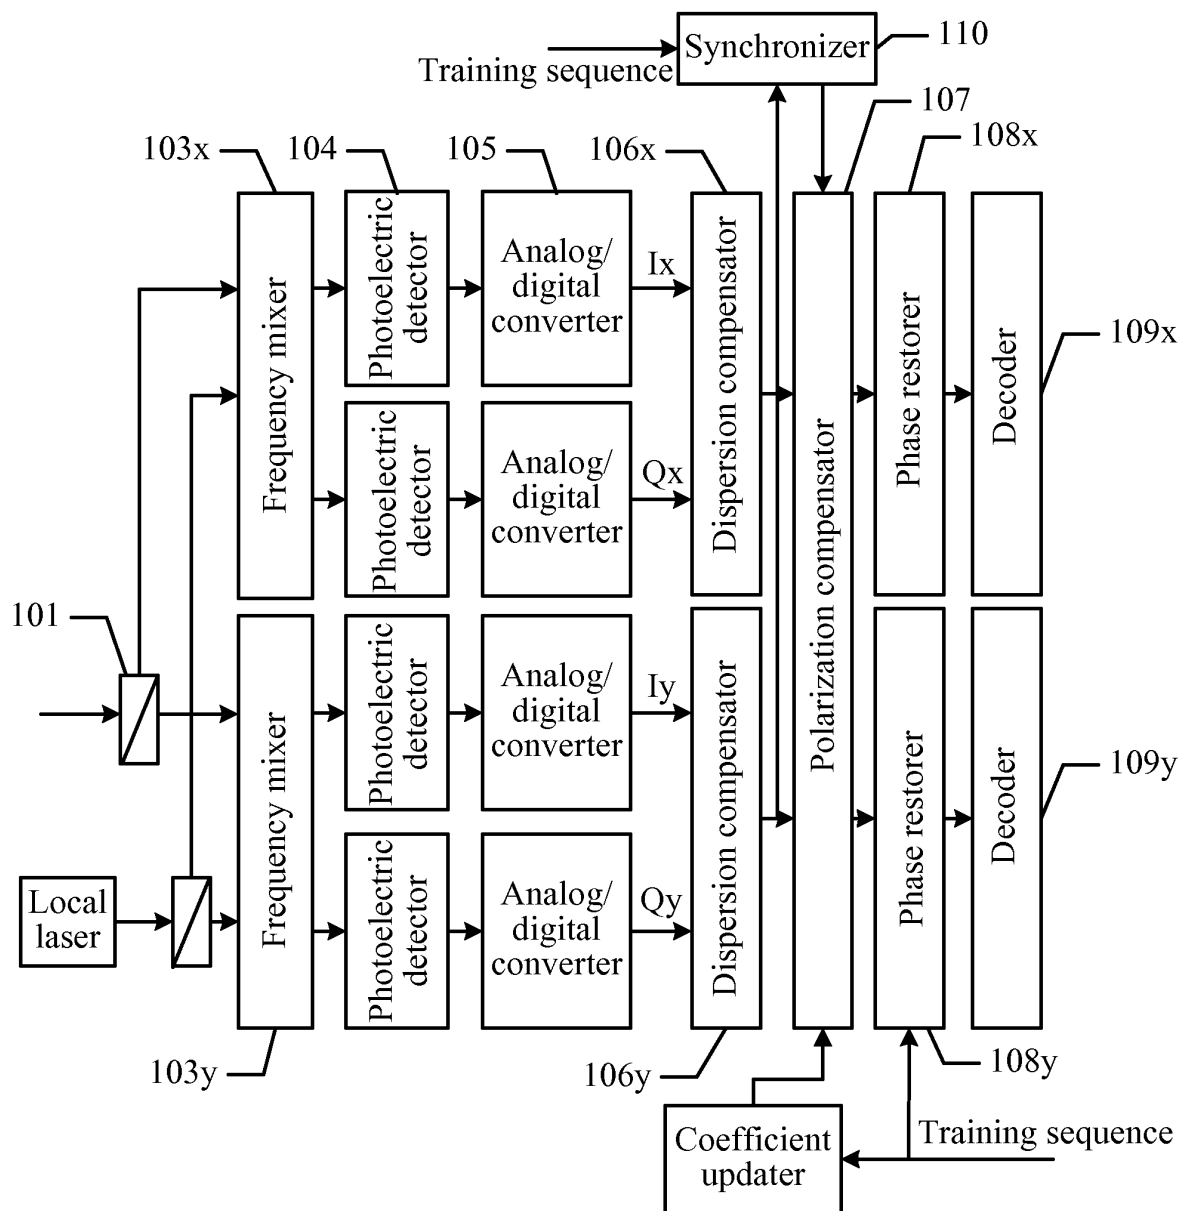 Synchronizer
110
Training sequence
107
103x
104
105
106x
108x
Frequency mixer
Photoelectric
detector
Analog/
digital
converter
Ix
Dispersion compensator
Polarization compensator
Phase restorer
Decoder
109x
Photoelectric
detector
Analog/
digital
converter
Qx
101
Frequency mixer
Photoelectric
detector
Analog/
digital
converter
Iy
Dispersion compensator
Phase restorer
Decoder
109y
Local
laser
Photoelectric
detector
Analog/
digital
converter
Qy
103y
106y
108y
Coefficient
updater
Training sequence